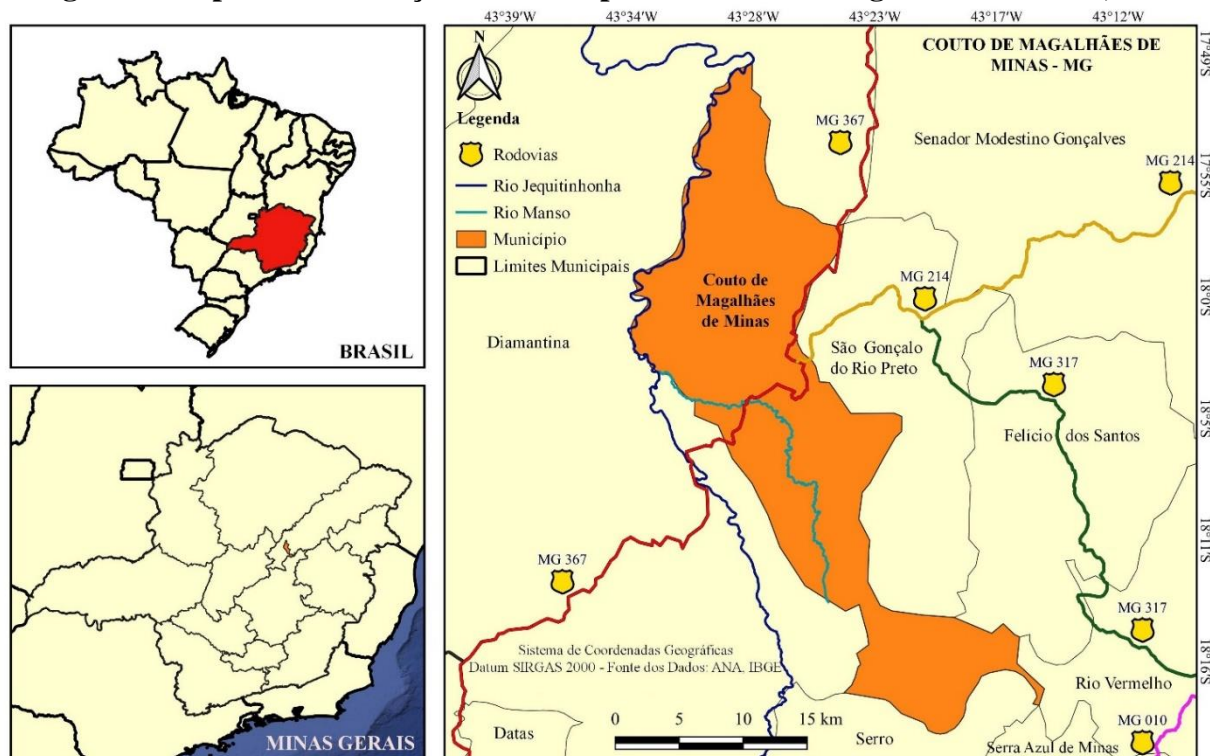 43°39'W 43°34'W 43°28'W 43°23'W 43°17'W 43°12'W
COUTO DE MAGALHÃES DE
MINAS - MG
N
Legenda
Rodovias
Rio Jequitinhonha
Rio Manso
Município
Limites Municipais
BRASIL
MINAS GERAIS
MG 367
Senador Modestino Gonçalves
MG 214
Couto de
Magalhães
de Minas
MG 214
Diamantina
São Gonçalo
do Rio Preto
MG 317
Felício dos Santos
MG 367
MG 317
Sistema de Coordenadas Geográficas
Datum SIRGAS 2000 - Fonte dos Dados: ANA, IBGE
Rio Vermelho
0 5 10 15 km
Datas
Serro
MG 010
Serra Azul de Minas
17°49'S
17°55'S
18°0'S
18°5'S
18°11'S
18°16'S